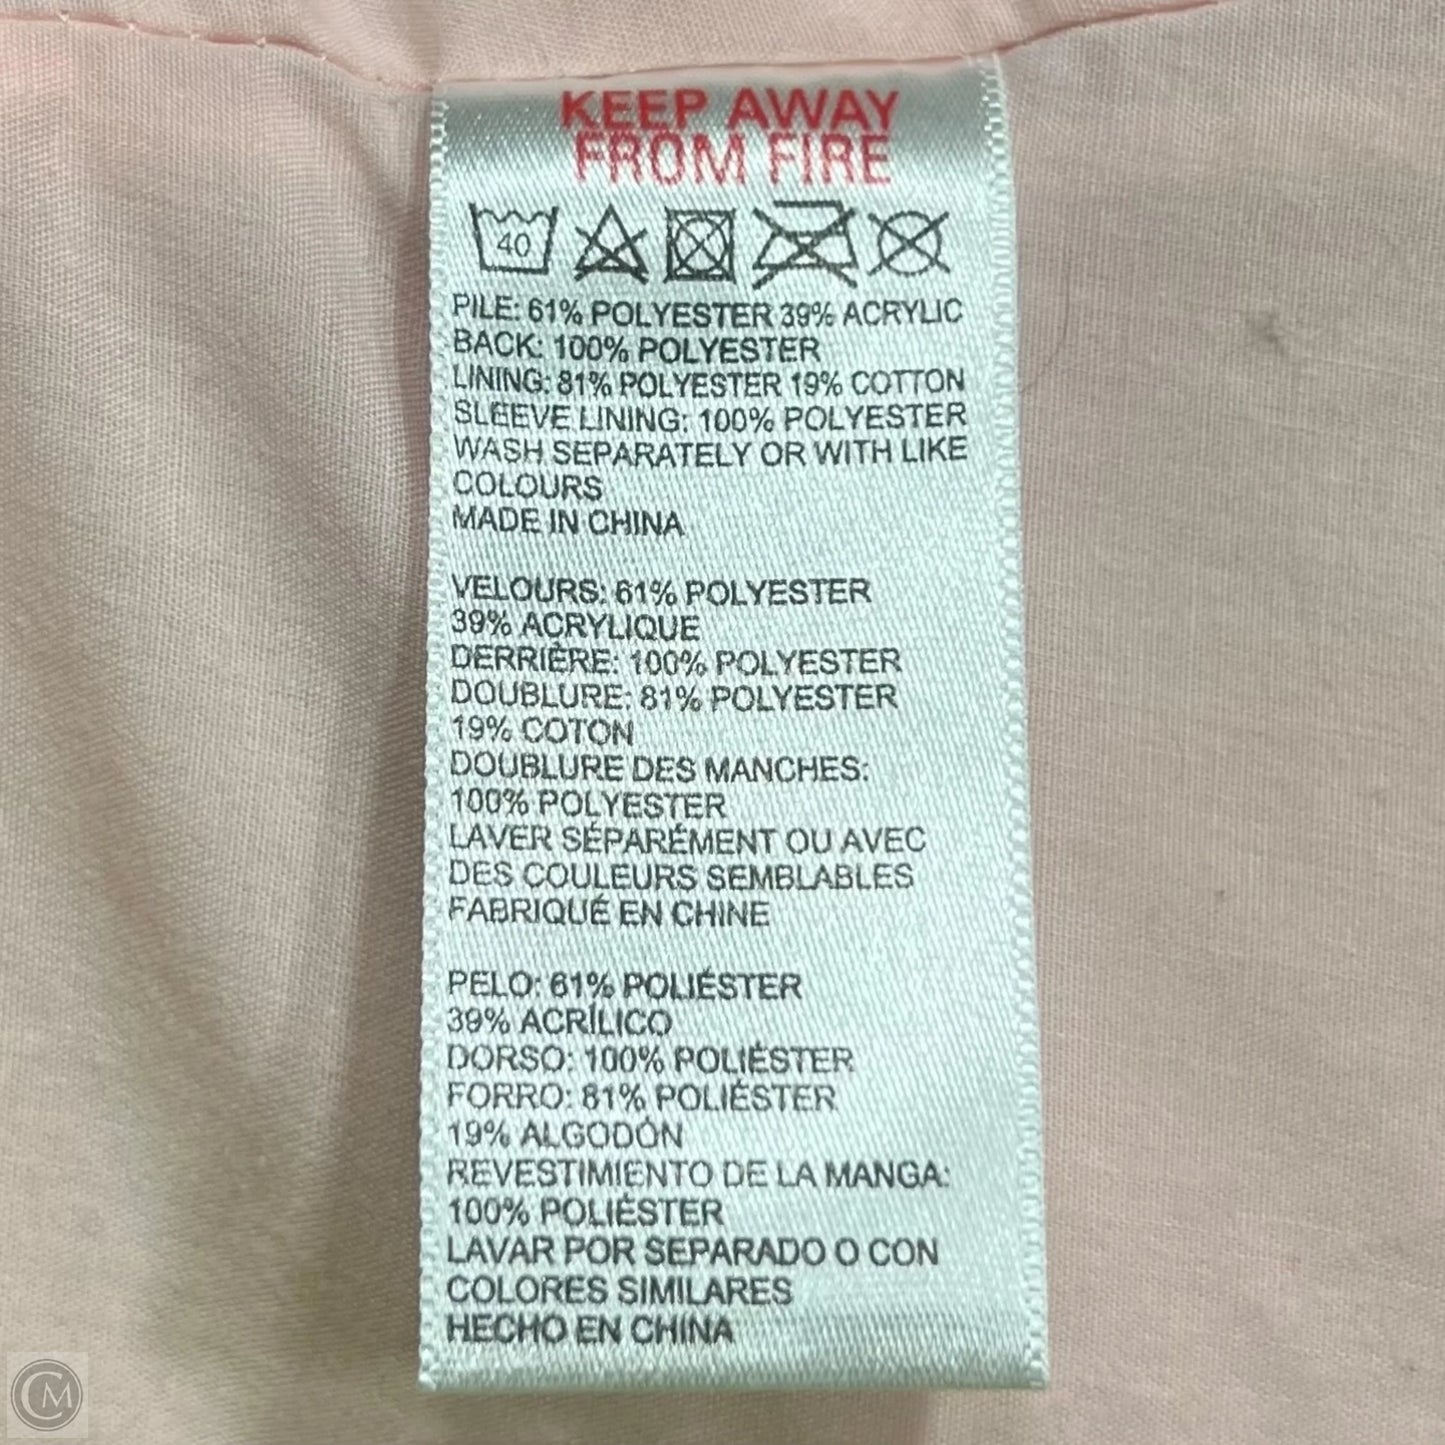 KEEP AWAY
FROM FIRE
40
PILE: 61% POLYESTER 39% ACRYLIC
BACK: 100% POLYESTER
LINING: 81% POLYESTER 19% COTTON
SLEEVE LINING: 100% POLYESTER
WASH SEPARATELY OR WITH LIKE
COLOURS
MADE IN CHINA
VELOURS: 61% POLYESTER
39% ACRYLIQUE
DERRIÈRE: 100% POLYESTER
DOUBLURE: 81% POLYESTER
19% COTON
DOUBLURE DES MANCHES:
100% POLYESTER
LAVER SÉPARÉMENT OU AVEC
DES COULEURS SEMBLABLES
FABRIQUÉ EN CHINE
PELO: 61% POLIÉSTER
39% ACRÍLICO
DORSO: 100% POLIÉSTER
FORRO: 81% POLIÉSTER
19% ALGODÓN
REVESTIMIENTO DE LA MANGA:
100% POLIÉSTER
LAVAR POR SEPARADO O CON
COLORES SIMILARES
HECHO EN CHINA
CM